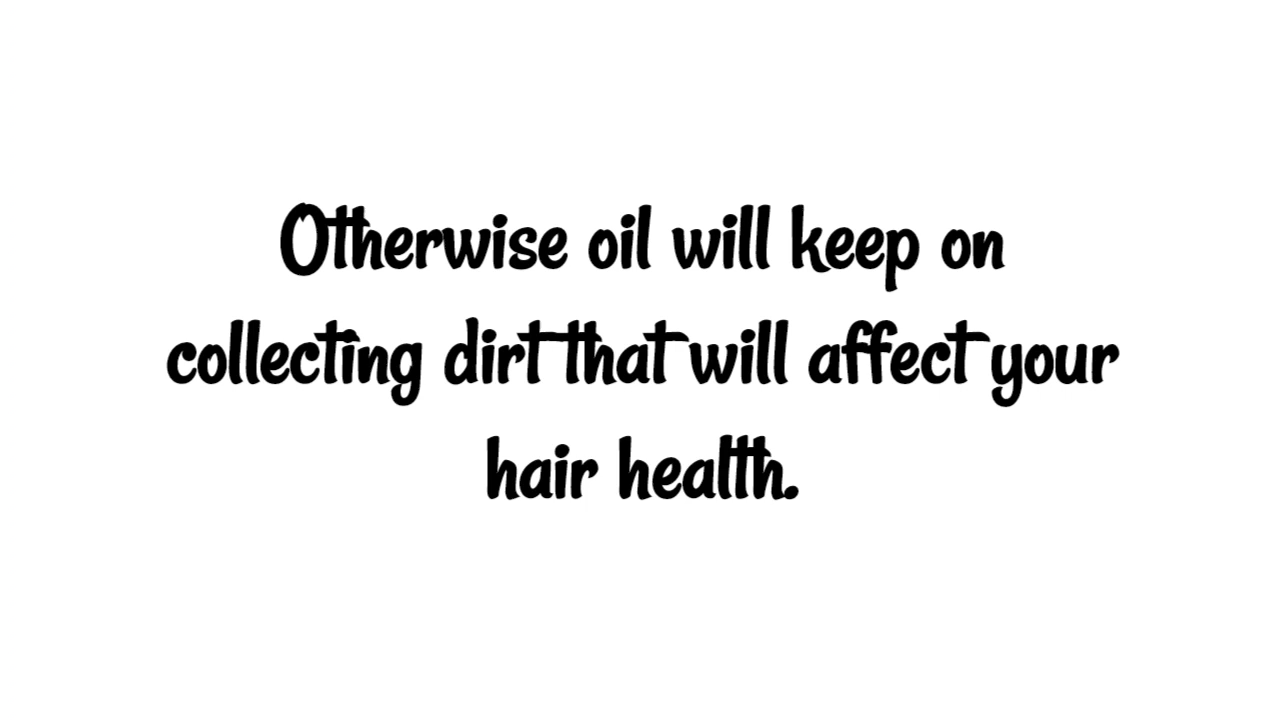 Otherwise oil will keep on
collecting dirt that will affect your
hair health.